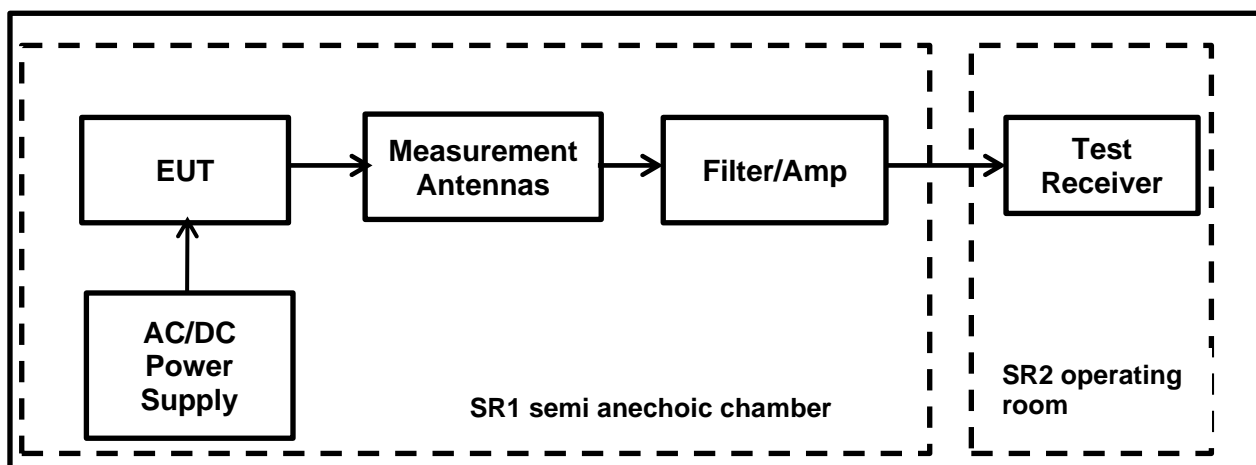 EUT
Measurement
Antennas
Filter/Amp
Test
Receiver
AC/DC
Power
Supply
SR1 semi anechoic chamber
SR2 operating
room